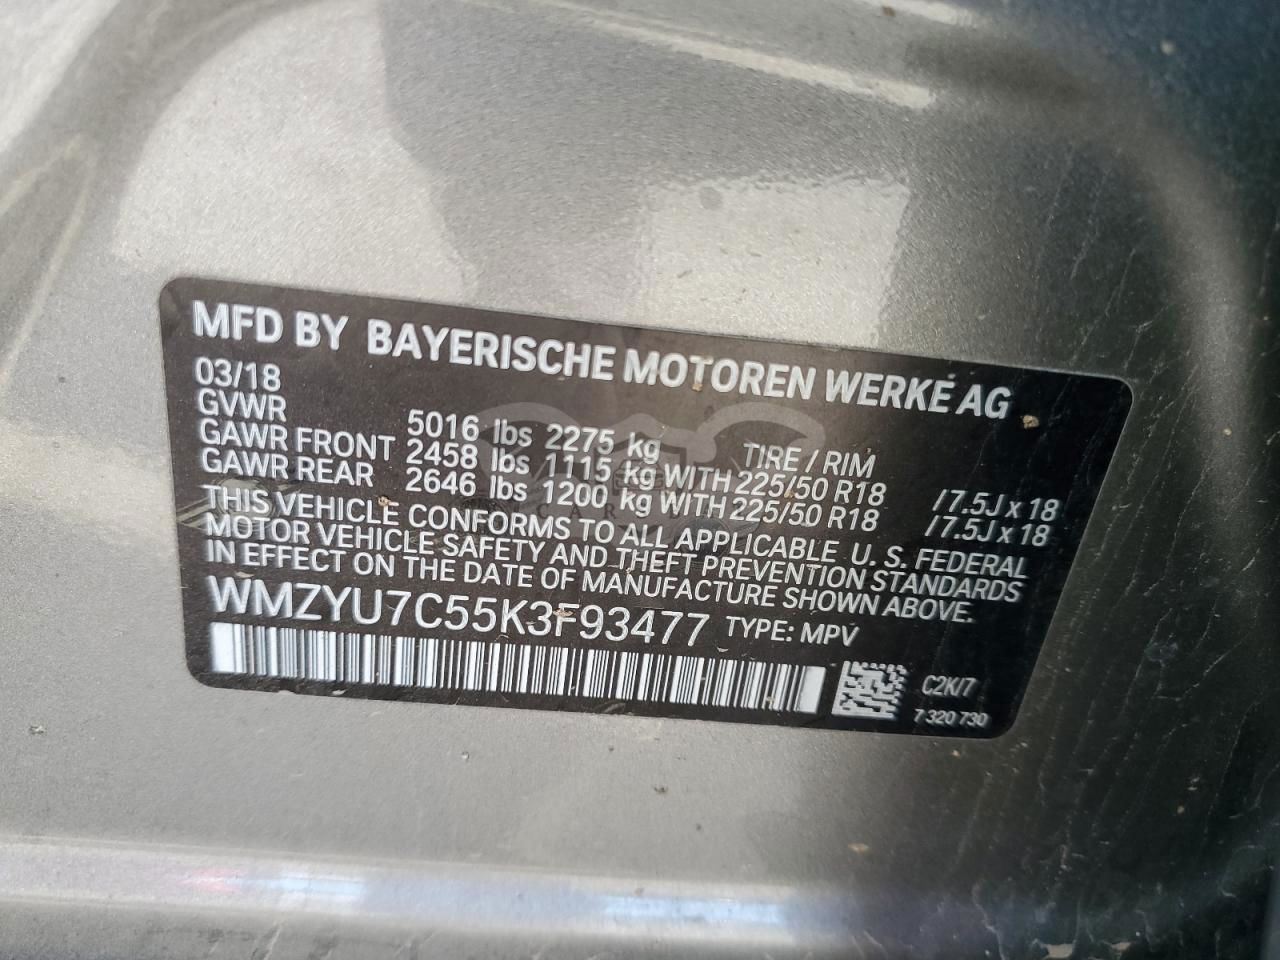 MFD BY BAYERISCHE MOTOREN WERKE AG
03/18
GVWR 5016 lbs 2275 kg TIRE / RIM
GAWR FRONT 2458 lbs 1115 kg WITH 225/50 R18 / 7.5J x 18
GAWR REAR 2646 lbs 1200 kg WITH 225/50 R18 / 7.5J x 18
THIS VEHICLE CONFORMS TO ALL APPLICABLE U. S. FEDERAL
MOTOR VEHICLE SAFETY AND THEFT PREVENTION STANDARDS
IN EFFECT ON THE DATE OF MANUFACTURE SHOWN ABOVE.
WMZYU7C55K3F93477 TYPE: MPV
H
C2K/7
7 320 730
CAR